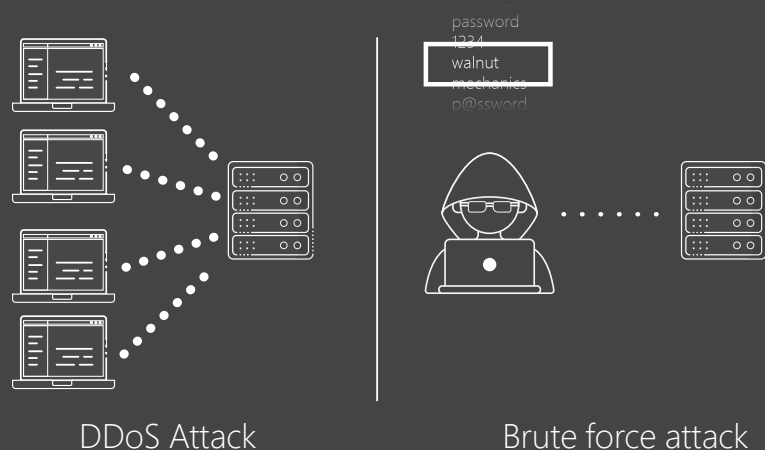 password
1234
walnut
mechanics
p@ssword
DDoS Attack
Brute force attack